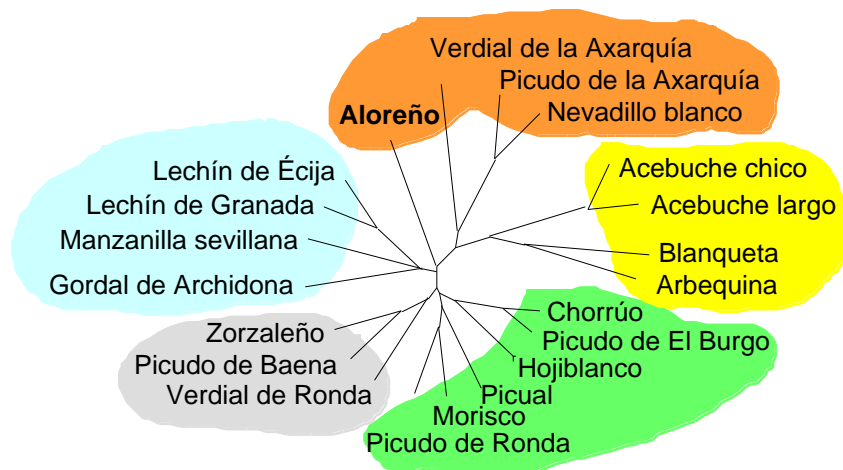 Verdial de la Axarquía
Picudo de la Axarquía
Nevadillo blanco
Aloreño
Lechín de Écija
Lechín de Granada
Manzanilla sevillana
Gordal de Archidona
Acebuche chico
Acebuche largo
Blanqueta
Arbequina
Zorzaleño
Picudo de Baena
Verdial de Ronda
Chorrúo
Picudo de El Burgo
Hojiblanco
Picual
Morisco
Picudo de Ronda